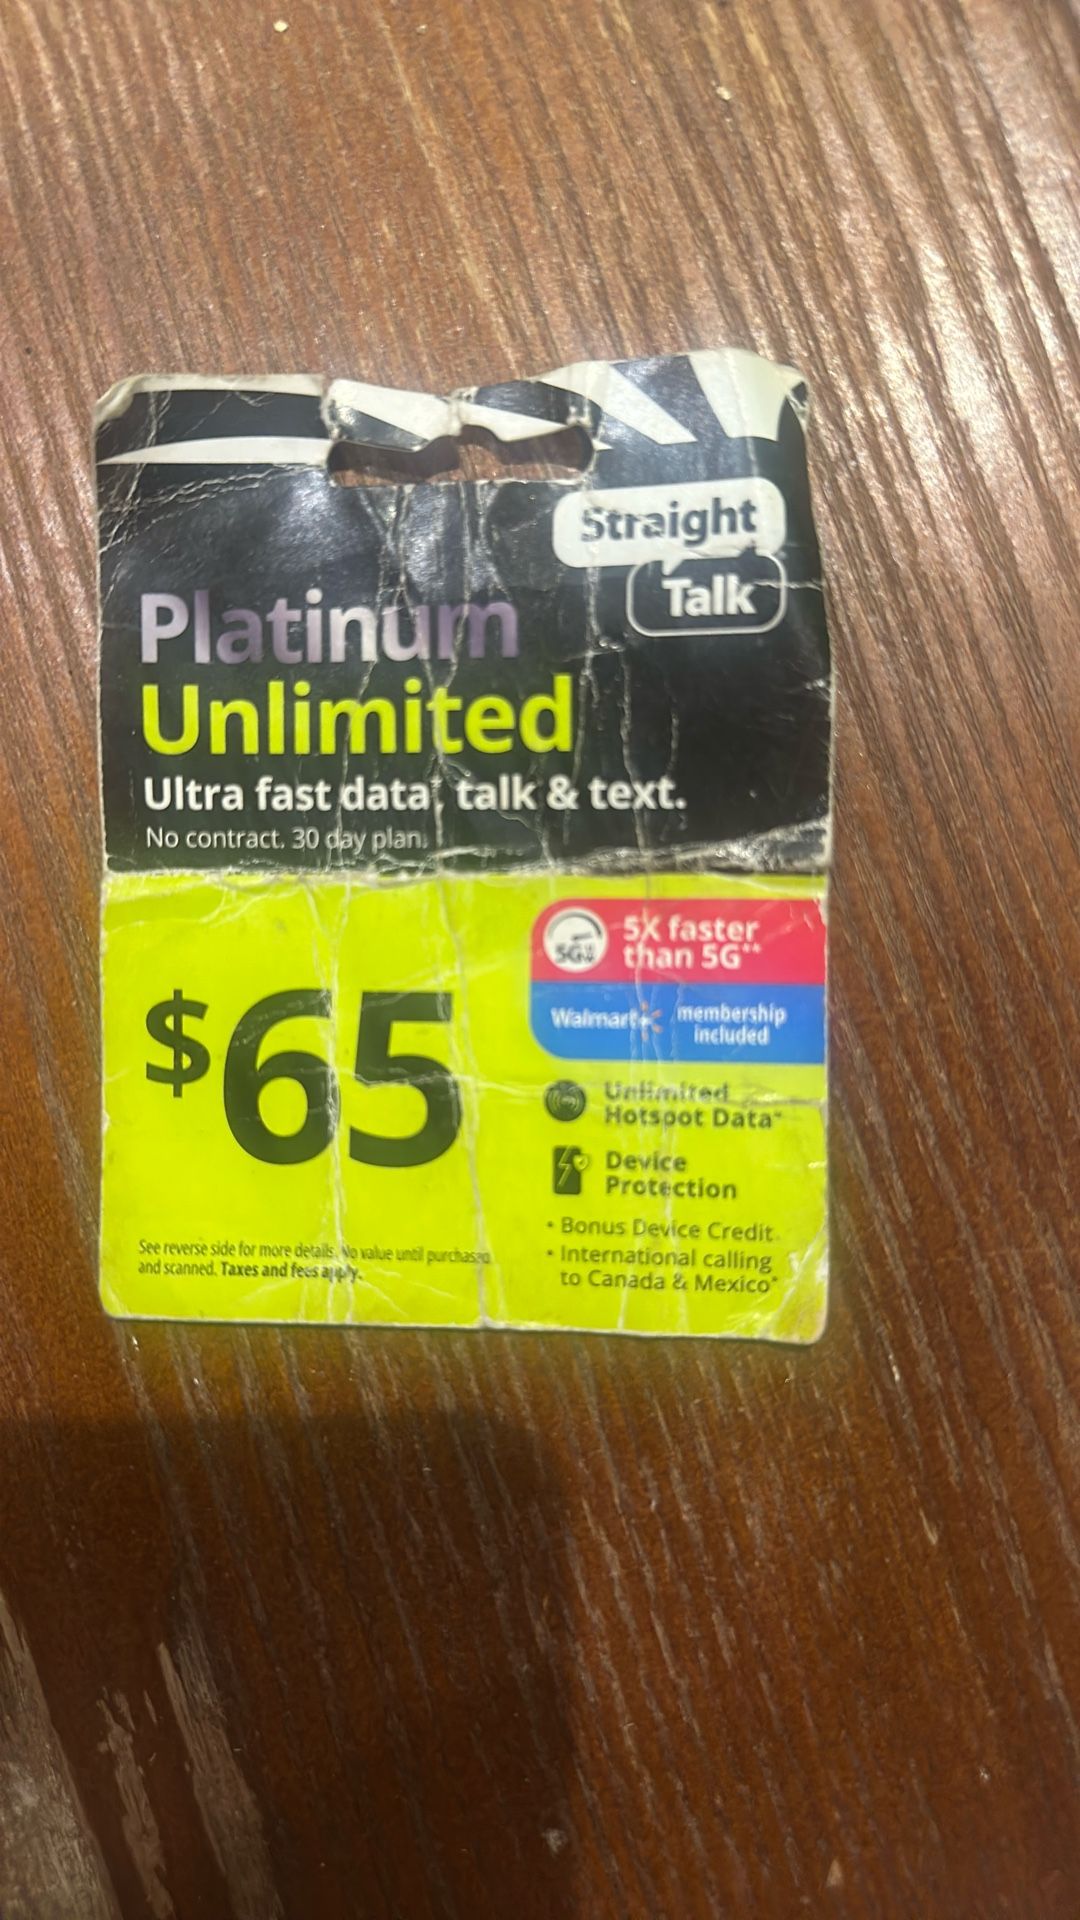 Straight
Talk
Platinum
Unlimited
Ultra fast data†, talk & text.
No contract. 30 day plan.
$65
5G
5X faster
than 5G**
Walmart+ membership
included
Unlimited
Hotspot Data*
Device
Protection
• Bonus Device Credit
• International calling
to Canada & Mexico*
See reverse side for more details. No value until purchased
and scanned. Taxes and fees apply.